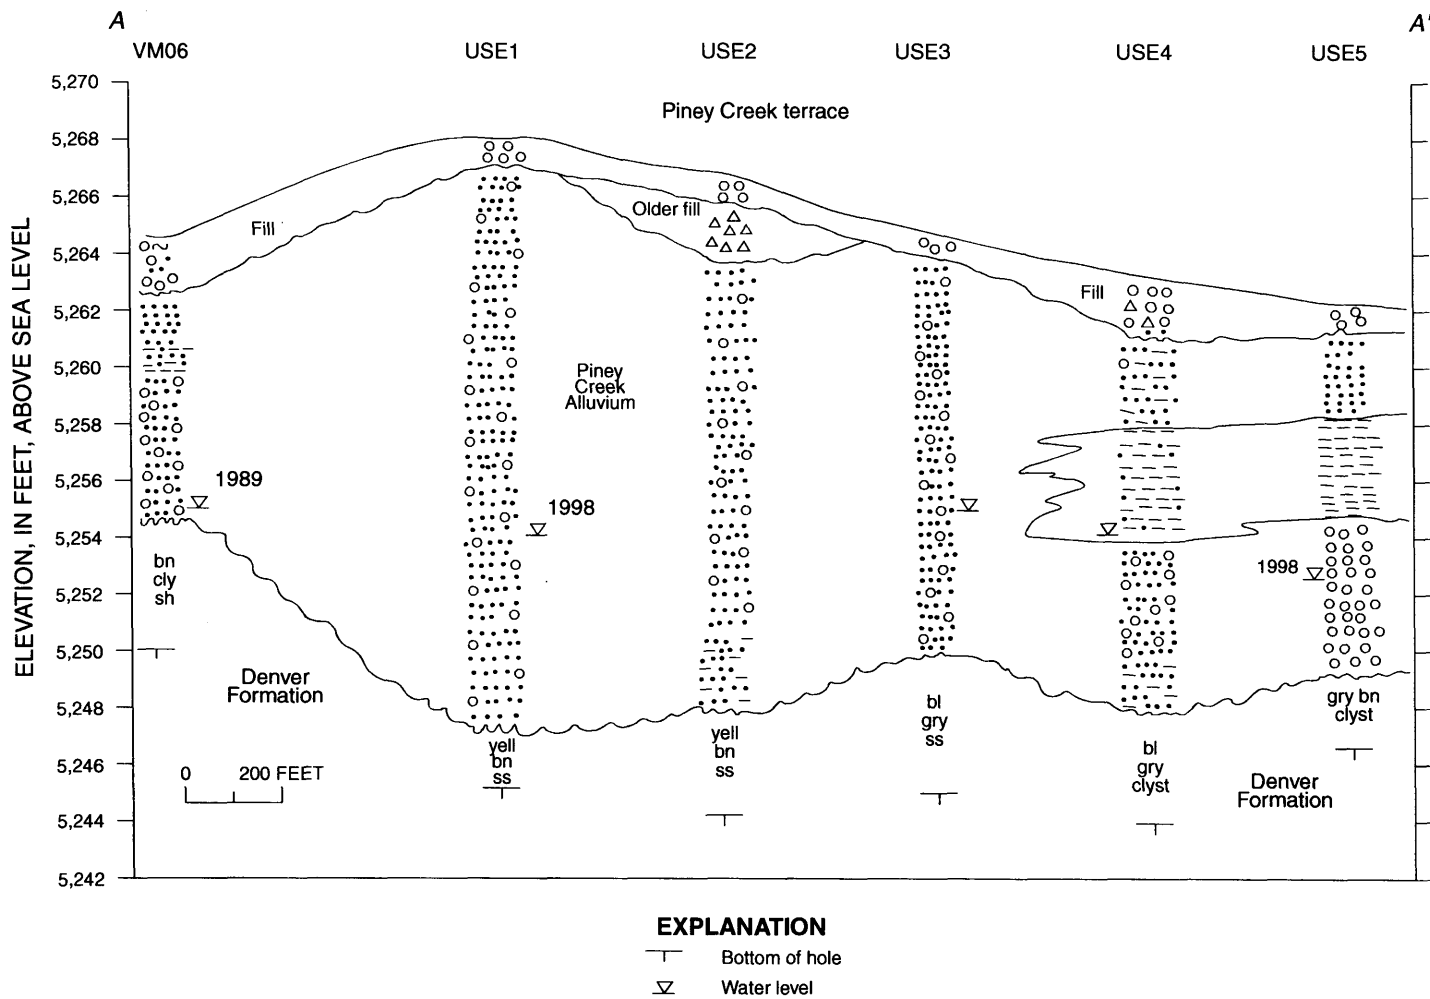 A
A'
VM06
USE1
USE2
USE3
USE4
USE5
ELEVATION, IN FEET, ABOVE SEA LEVEL
5,270
5,268
5,266
5,264
5,262
5,260
5,258
5,256
5,254
5,252
5,250
5,248
5,246
5,244
5,242
Piney Creek terrace
Fill
Older fill
Fill
Piney
Creek
Alluvium
1989
1998
1998
bn
cly
sh
Denver
Formation
yell
bn
ss
yell
bn
ss
bl
gry
ss
bl
gry
clyst
gry bn
clyst
Denver
Formation
0 200 FEET
EXPLANATION
Bottom of hole
Water level